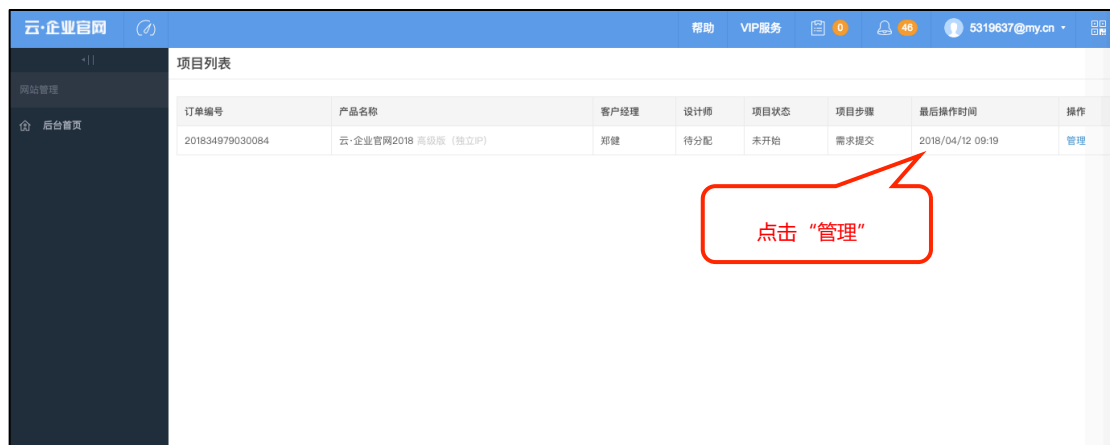 云·企业官网 帮助 VIP服务 0 46 5319637@my.cn
项目列表
网站管理
后台首页
订单编号 产品名称 客户经理 设计师 项目状态 项目步骤 最后操作时间 操作
201834979030084 云·企业官网2018 高级版（独立IP） 郑健 待分配 未开始 需求提交 2018/04/12 09:19 管理
点击“管理”